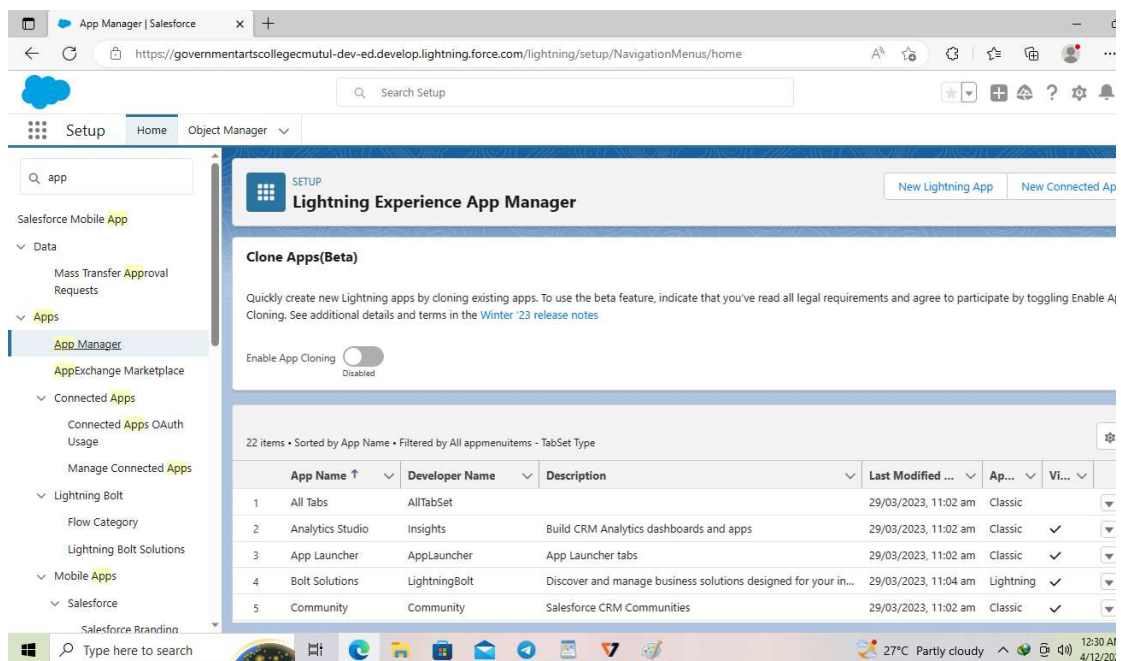 App Manager | Salesforce
https://governmentartscollegecmutul-dev-ed.develop.lightning.force.com/lightning/setup/NavigationMenus/home
Search Setup
Setup
Home
Object Manager
app
Salesforce Mobile App
Data
Mass Transfer Approval
Requests
Apps
App Manager
AppExchange Marketplace
Connected Apps
Connected Apps OAuth
Usage
Manage Connected Apps
Lightning Bolt
Flow Category
Lightning Bolt Solutions
Mobile Apps
Salesforce
Salesforce Branding
SETUP
Lightning Experience App Manager
New Lightning App
New Connected Ap
Clone Apps(Beta)
Quickly create new Lightning apps by cloning existing apps. To use the beta feature, indicate that you've read all legal requirements and agree to participate by toggling Enable A
Cloning. See additional details and terms in the Winter '23 release notes
Enable App Cloning
Disabled
22 items • Sorted by App Name • Filtered by All appmenuitems - TabSet Type
App Name ↑ Developer Name Description Last Modified ... Ap... Vi...
1 All Tabs AllTabSet 29/03/2023, 11:02 am Classic
2 Analytics Studio Insights Build CRM Analytics dashboards and apps 29/03/2023, 11:02 am Classic ✓
3 App Launcher AppLauncher App Launcher tabs 29/03/2023, 11:02 am Classic ✓
4 Bolt Solutions LightningBolt Discover and manage business solutions designed for your in... 29/03/2023, 11:04 am Lightning ✓
5 Community Community Salesforce CRM Communities 29/03/2023, 11:02 am Classic ✓
Type here to search
27°C Partly cloudy
12:30 A
4/12/20